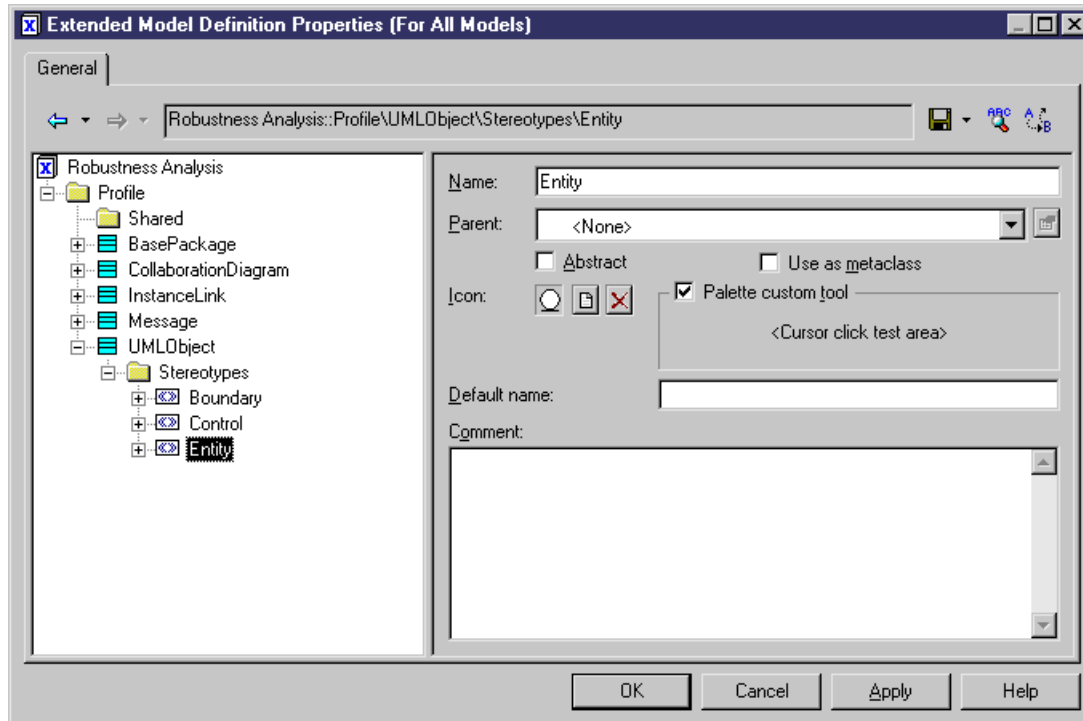 Extended Model Definition Properties (For All Models)
General
Robustness Analysis::Profile\UMLObject\Stereotypes\Entity
ABC
A
B
Robustness Analysis
Profile
Shared
BasePackage
CollaborationDiagram
InstanceLink
Message
UMLObject
Stereotypes
Boundary
Control
Entity
Name: Entity
Parent: <None>
Abstract Use as metaclass
Icon: Palette custom tool
<Cursor click test area>
Default name:
Comment:
OK Cancel Apply Help